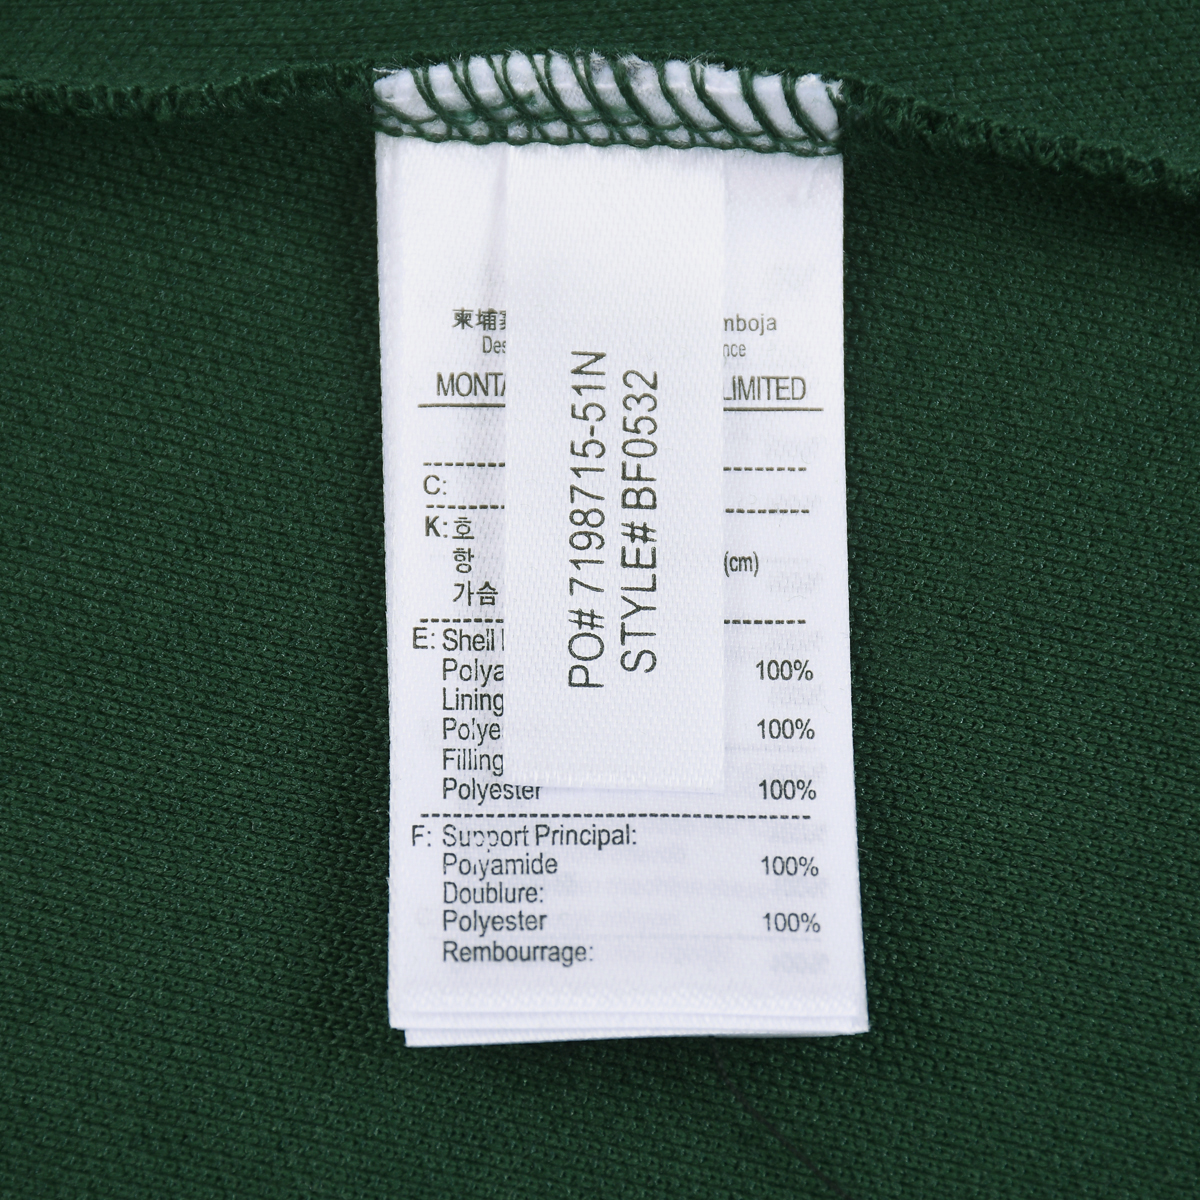 柬埔 mboja
Des nce
MONTA LIMITED
C:
K: 호
항 (cm)
가슴
E: Shell
Polya 100%
Lining
Polye 100%
Filling
Polyester 100%
F: Support Principal:
Polyamide 100%
Doublure:
Polyester 100%
Rembourrage:
PO# 7198715-51N
STYLE# BF0532